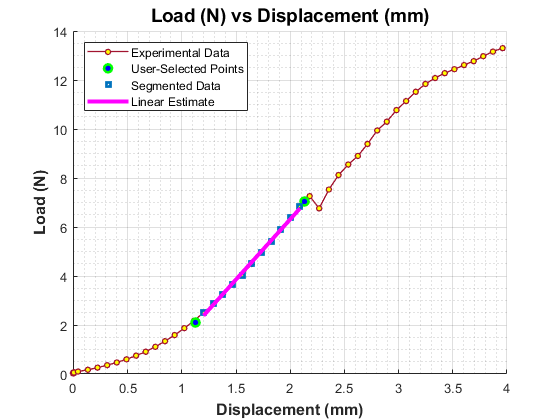 Load (N) vs Displacement (mm)
14
12
10
8
6
4
2
0
Load (N)
Experimental Data
User-Selected Points
Segmented Data
Linear Estimate
0 0.5 1 1.5 2 2.5 3 3.5 4
Displacement (mm)